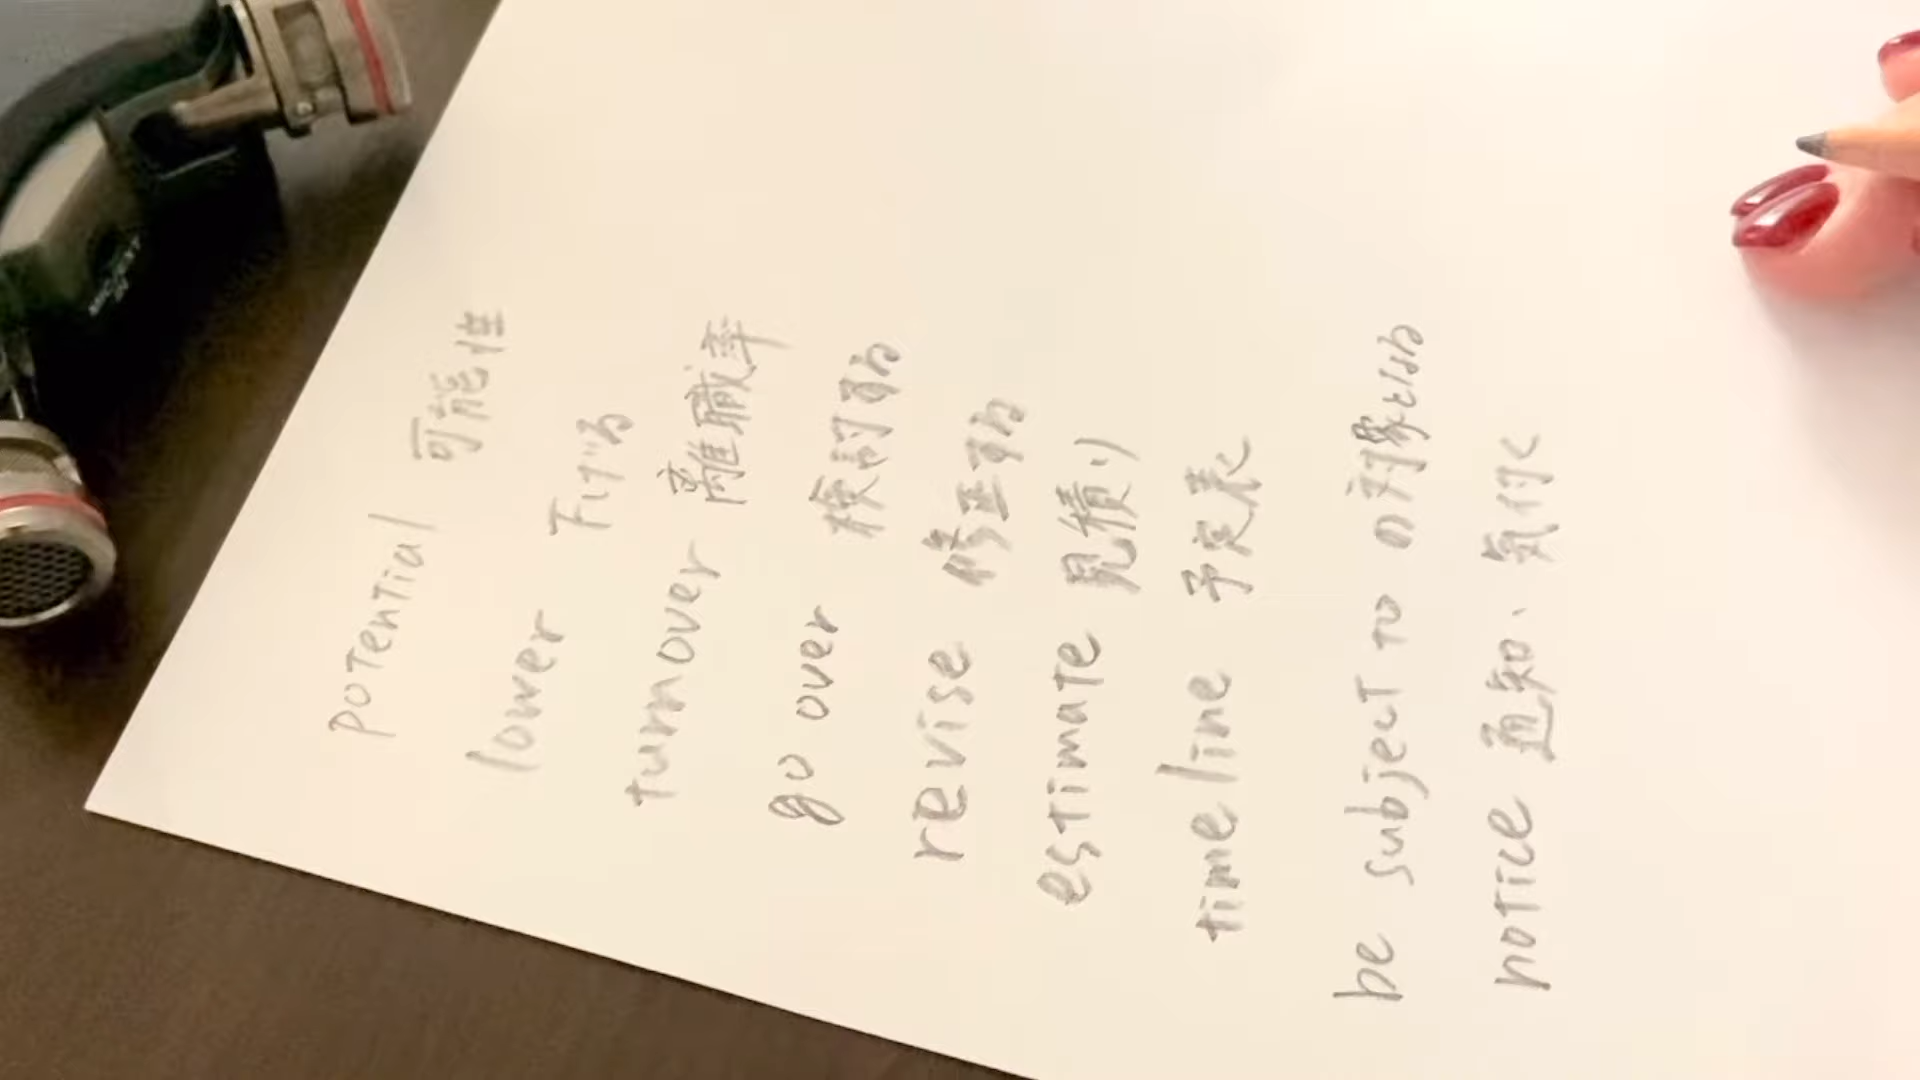 potential 可能性
lower 下げる
turnover 離職率
go over 検討する
revise 修正する
estimate 見積り
timeline 予定表
be subject to の対象となる
notice 通知、気付く